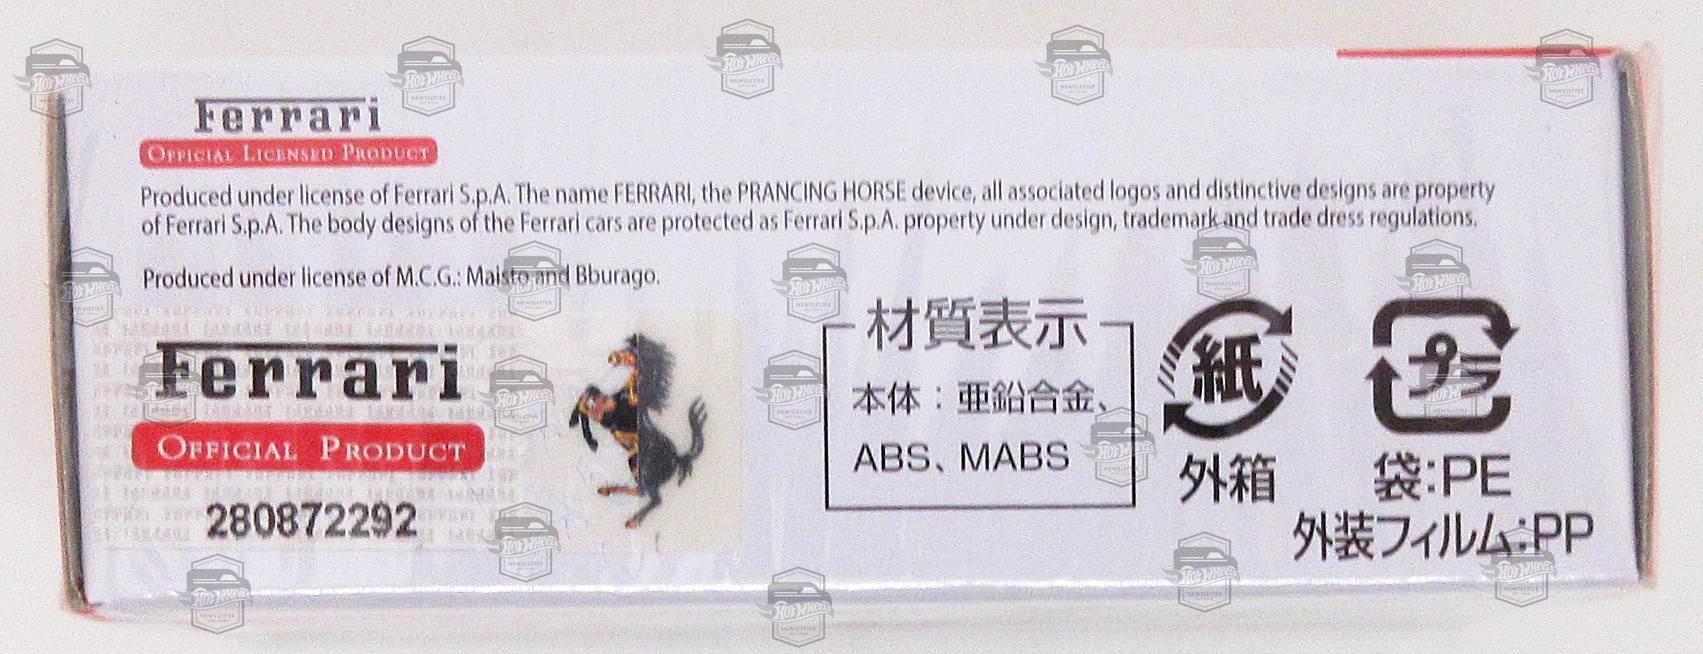 Ferrari
OFFICIAL LICENSED PRODUCT
Produced under license of Ferrari S.p.A. The name FERRARI, the PRANCING HORSE device, all associated logos and distinctive designs are property
of Ferrari S.p.A. The body designs of the Ferrari cars are protected as Ferrari S.p.A. property under design, trademark and trade dress regulations.
Produced under license of M.C.G.: Maisto and Bburago.
Ferrari
OFFICIAL PRODUCT
280872292
材質表示
本体：亜鉛合金、
ABS、MABS
紙
外箱
プラ
袋:PE
外装フィルム:PP